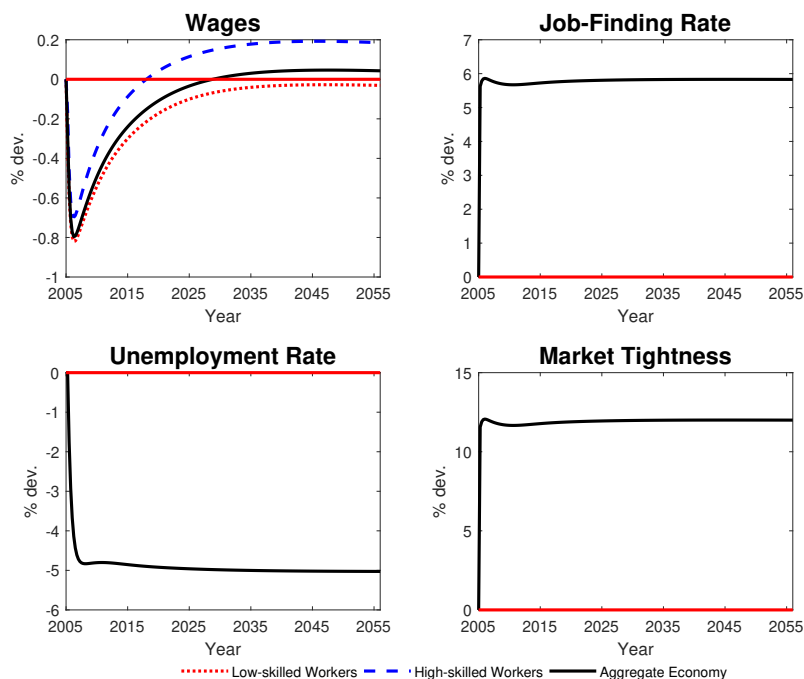 Wages
0.2
0
-0.2
-0.4
-0.6
-0.8
-1
% dev.
2005 2015 2025 2035 2045 2055
Year
Job-Finding Rate
7
6
5
4
3
2
1
0
% dev.
2005 2015 2025 2035 2045 2055
Year
Unemployment Rate
0
-1
-2
-3
-4
-5
-6
% dev.
2005 2015 2025 2035 2045 2055
Year
Market Tightness
15
10
5
0
% dev.
2005 2015 2025 2035 2045 2055
Year
Low-skilled Workers High-skilled Workers Aggregate Economy